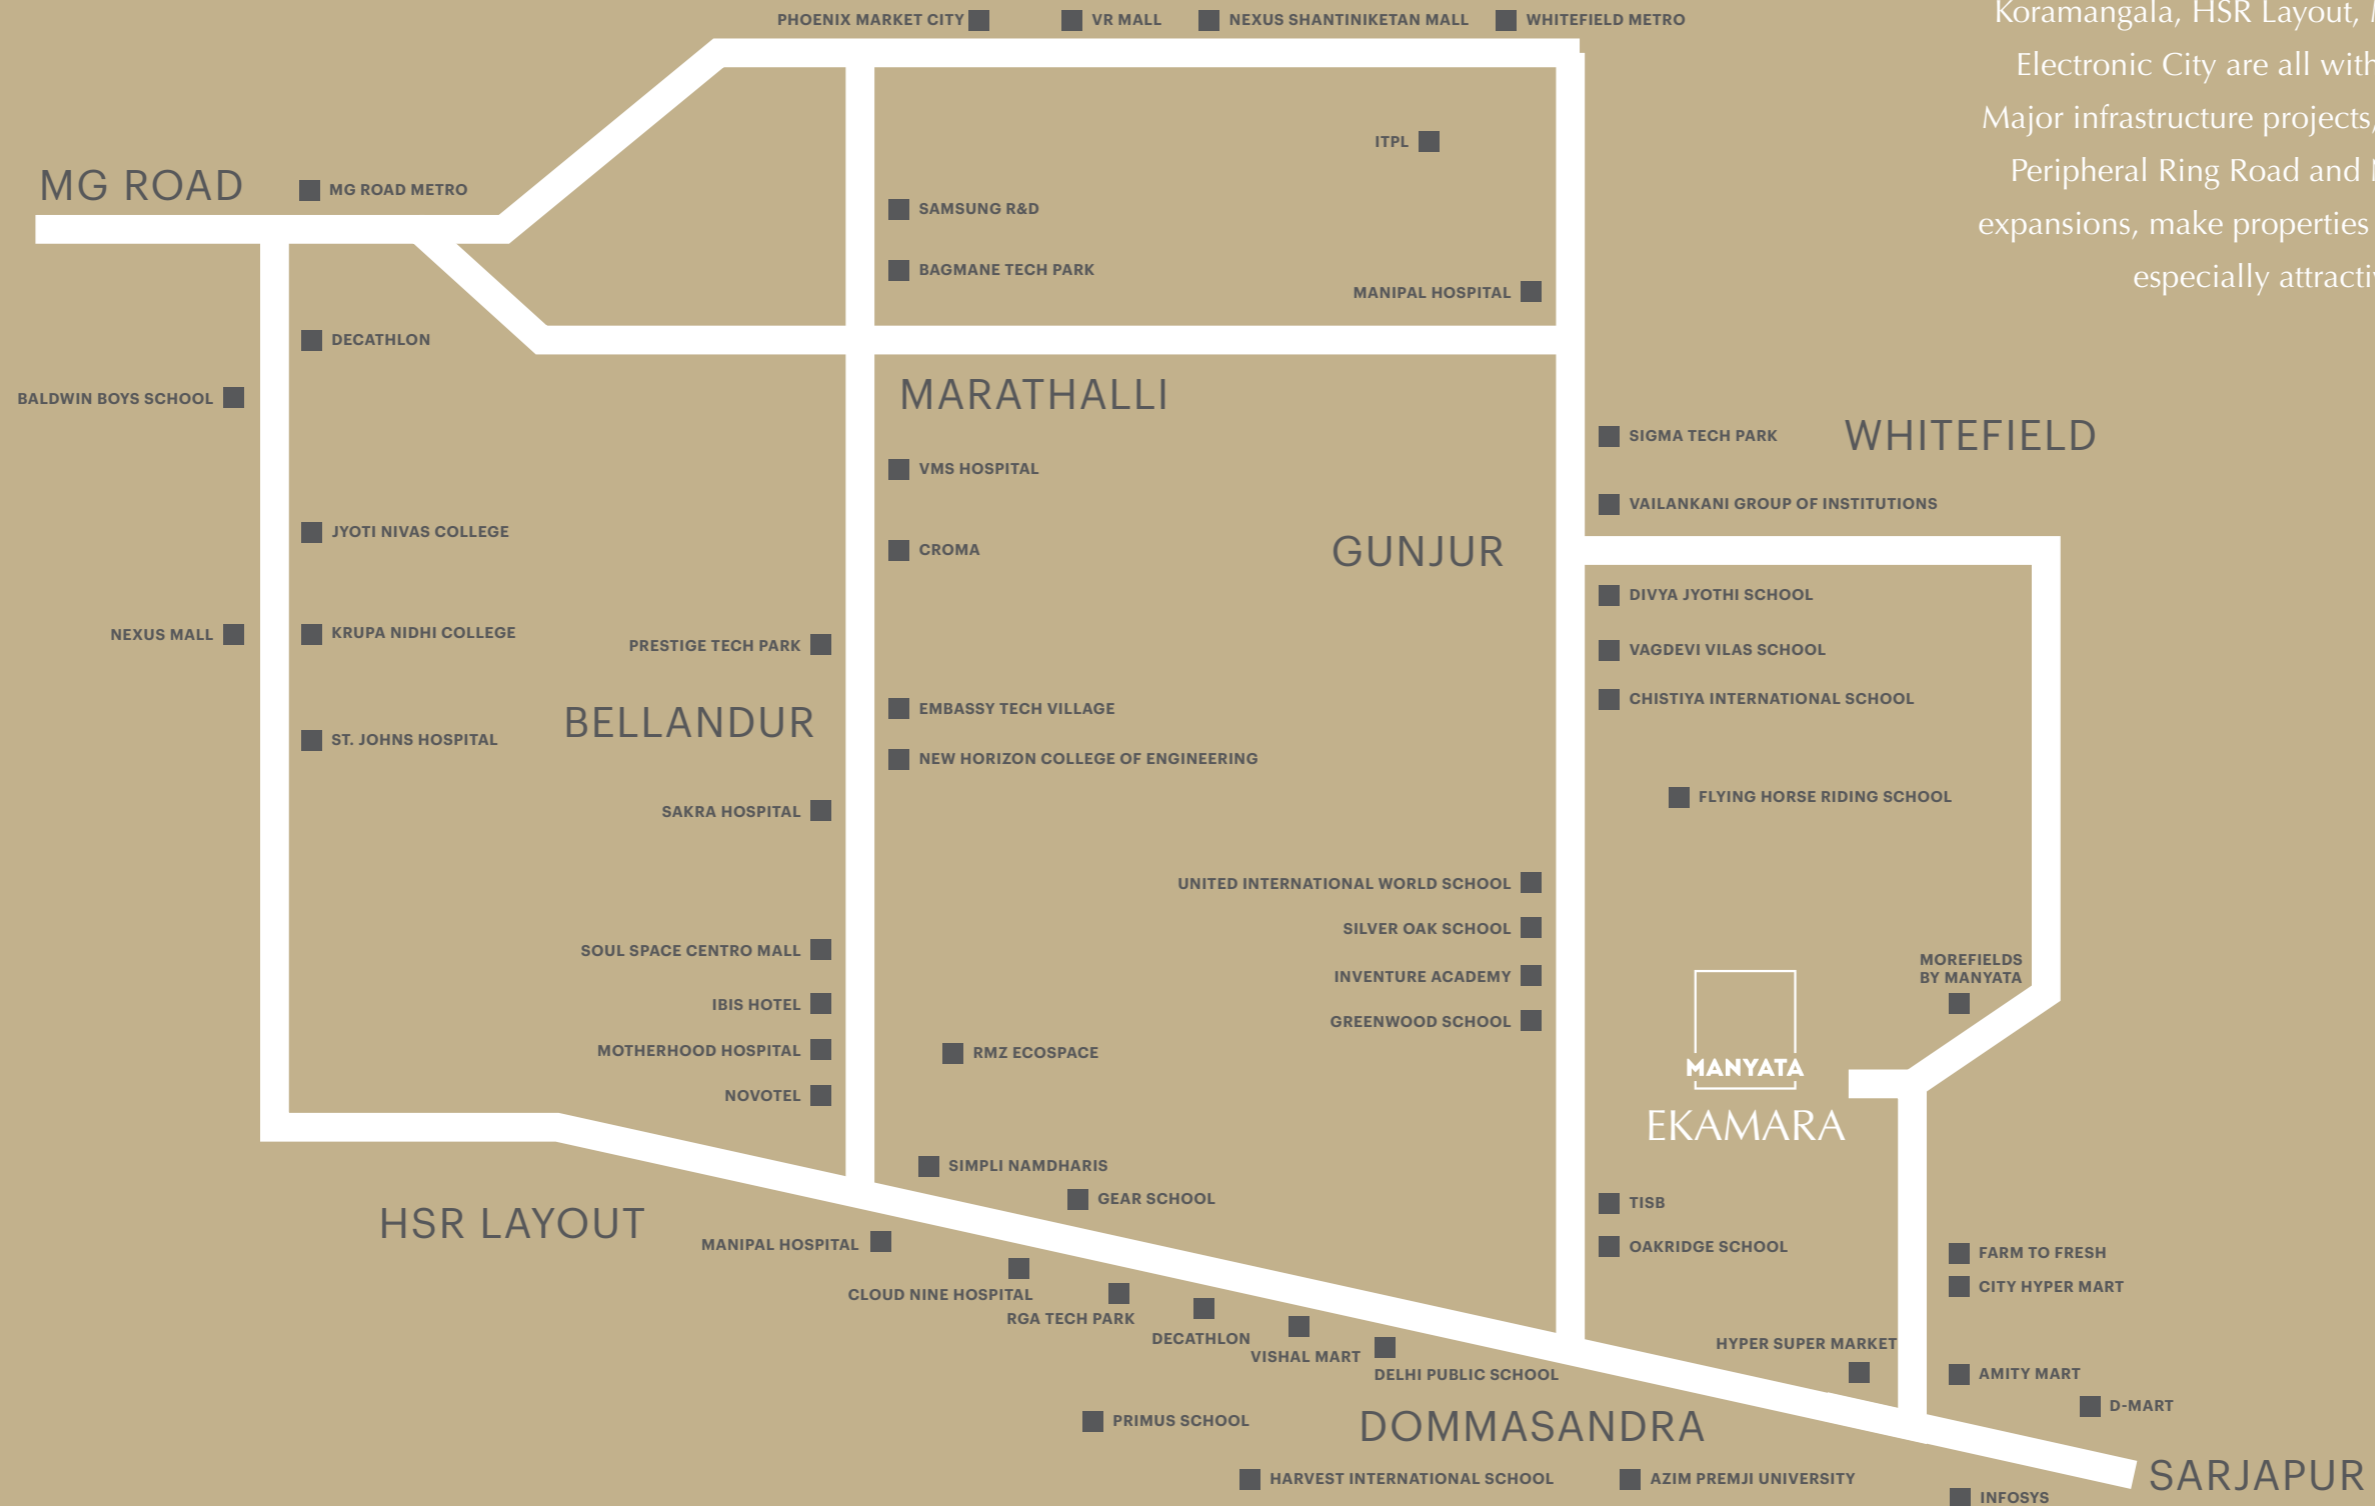 PHOENIX MARKET CITY
VR MALL
NEXUS SHANTINIKETAN MALL
WHITEFIELD METRO
Koramangala, HSR Layout,
Electronic City are all with
Major infrastructure projects,
Peripheral Ring Road and
expansions, make properties
especially
ITPL
MG ROAD
MG ROAD METRO
SAMSUNG R&D
BAGMANE TECH PARK
MANIPAL HOSPITAL
DECATHLON
BALDWIN BOYS SCHOOL
MARATHALLI
SIGMA TECH PARK
WHITEFIELD
VMS HOSPITAL
VAILANKANI GROUP OF INSTITUTIONS
JYOTI NIVAS COLLEGE
CROMA
GUNJUR
DIVYA JYOTHI SCHOOL
NEXUS MALL
KRUPA NIDHI COLLEGE
PRESTIGE TECH PARK
VAGDEVI VILAS SCHOOL
CHISTIYA INTERNATIONAL SCHOOL
EMBASSY TECH VILLAGE
BELLANDUR
ST. JOHNS HOSPITAL
NEW HORIZON COLLEGE OF ENGINEERING
FLYING HORSE RIDING SCHOOL
SAKRA HOSPITAL
UNITED INTERNATIONAL WORLD SCHOOL
SILVER OAK SCHOOL
SOUL SPACE CENTRO MALL
MOREFIELDS
BY MANYATA
INVENTURE ACADEMY
IBIS HOTEL
GREENWOOD SCHOOL
MOTHERHOOD HOSPITAL
RMZ ECOSPACE
MANYATA
NOVOTEL
EKAMARA
SIMPLI NAMDHARIS
GEAR SCHOOL
TISB
HSR LAYOUT
MANIPAL HOSPITAL
OAKRIDGE SCHOOL
FARM TO FRESH
CITY HYPER MART
CLOUD NINE HOSPITAL
RGA TECH PARK
DECATHLON
HYPER SUPER MARKET
VISHAL MART
DELHI PUBLIC SCHOOL
AMITY MART
D-MART
PRIMUS SCHOOL
DOMMASANDRA
HARVEST INTERNATIONAL SCHOOL
AZIM PREMJI UNIVERSITY
SARJAPUR
INFOSYS